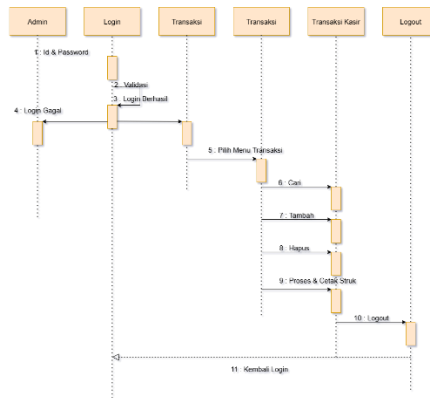 Admin
Login
Transaksi
Transaksi
Transaksi Kasir
Logout
1 : Id & Password
2 : Validasi
3 : Login Berhasil
4 : Login Gagal
5 : Pilih Menu Transaksi
6 : Cari
7 : Tambah
8 : Hapus
9 : Proses & Cetak Struk
10 : Logout
11 : Kembali Login